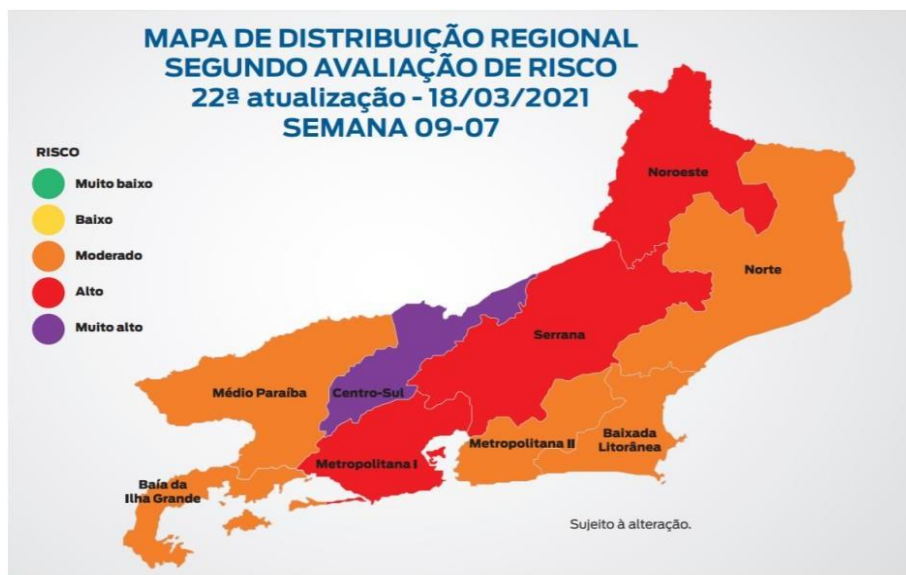 MAPA DE DISTRIBUIÇÃO REGIONAL
SEGUNDO AVALIAÇÃO DE RISCO
22ª atualização - 18/03/2021
SEMANA 09-07
RISCO
Muito baixo
Baixo
Moderado
Alto
Muito alto
Noroeste
Norte
Serrana
Médio Paraíba
Centro-Sul
Metropolitana II
Baixada
Litorânea
Metropolitana I
Baía da
Ilha Grande
Sujeito à alteração.